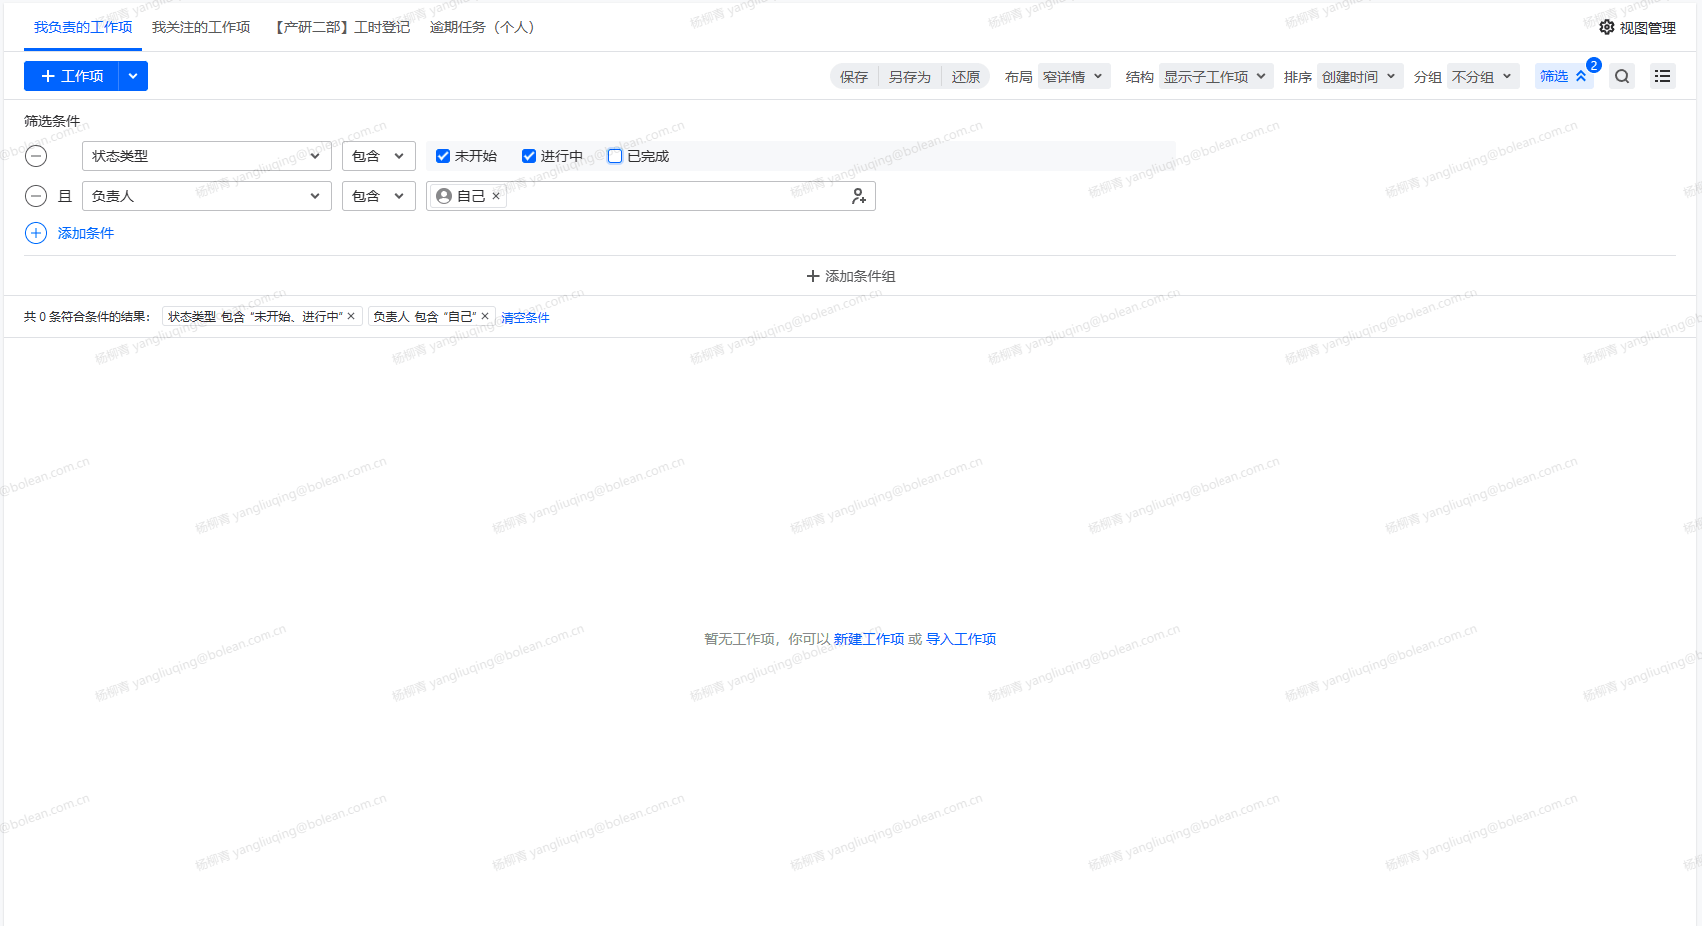 我负责的工作项 我关注的工作项 【产研二部】工时登记 逾期任务（个人） 视图管理
工作项 保存 另存为 还原 布局 窄详情 结构 显示子工作项 排序 创建时间 分组 不分组 筛选 2
筛选条件
状态类型 包含 未开始 进行中 已完成
且 负责人 包含 自己 ×
添加条件
添加条件组
共 0 条符合条件的结果： 状态类型 包含 “未开始、进行中” × 负责人 包含 “自己” × 清空条件
暂无工作项，你可以 新建工作项 或 导入工作项
杨柳青 yangliuqing@bolean.com.cn